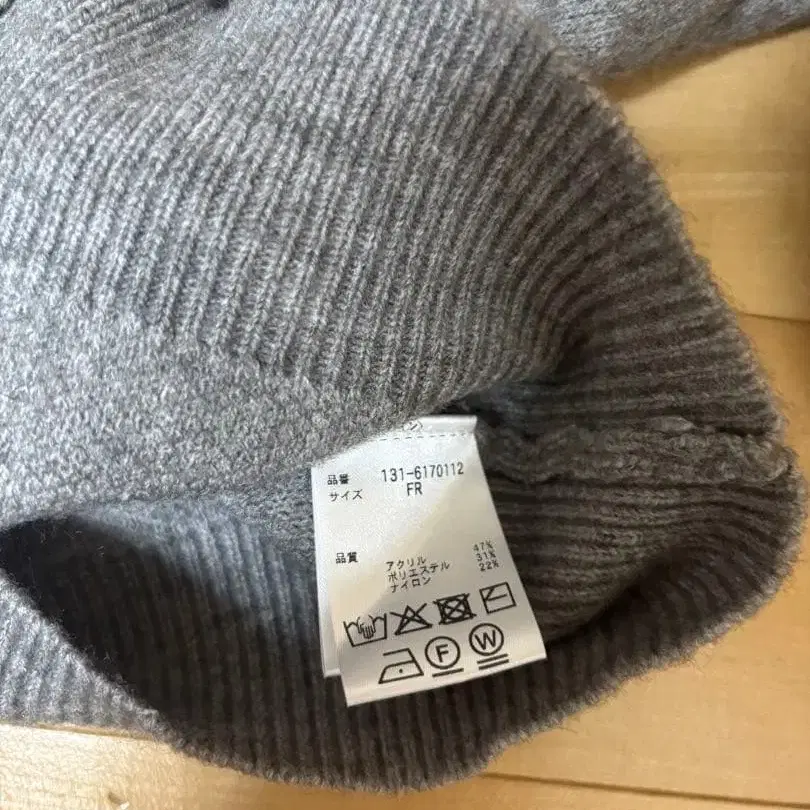 ン)
品番 131-6170112
サイズ FR
品質 アクリル 47%
ポリエステル 31%
ナイロン 22%
F W